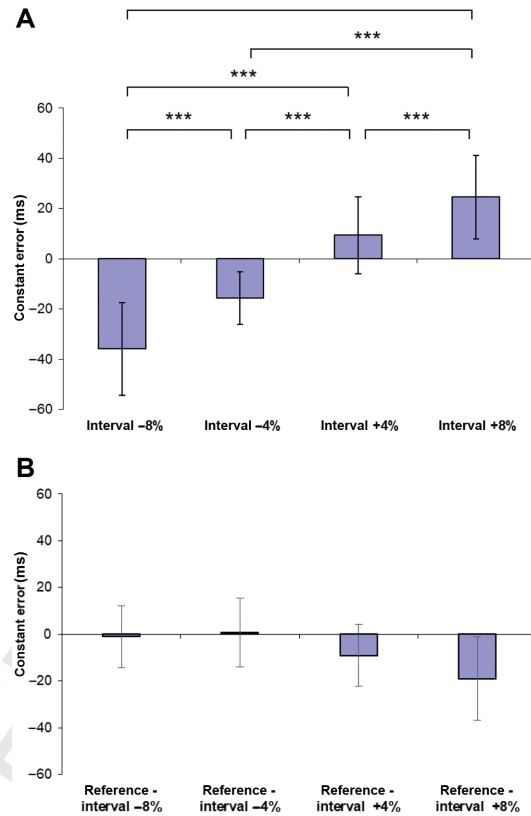 A
***
***
*** *** ***
60
40
20
0
–20
–40
–60
Constant error (ms)
Interval –8% Interval –4% Interval +4% Interval +8%
B
60
40
20
0
–20
–40
–60
Constant error (ms)
Reference - Reference - Reference - Reference -
interval –8% interval –4% interval +4% interval +8%